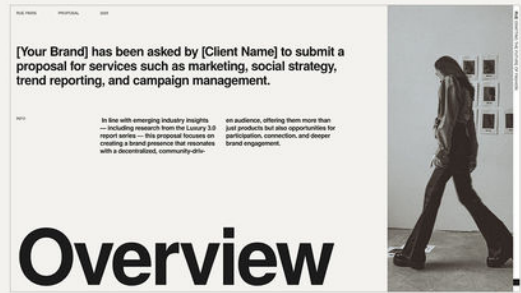 PROPOSAL
[Your Brand] has been asked by [Client Name] to submit a
proposal for services such as marketing, social strategy,
trend reporting, and campaign management.
INFO
In line with emerging industry insights
— including research from the Luxury 3.0
report series — this proposal focuses on
creating a brand presence that resonates
with a decentralized, community-driv-
en audience, offering them more than
just products but also opportunities for
participation, connection, and deeper
brand engagement.
Overview